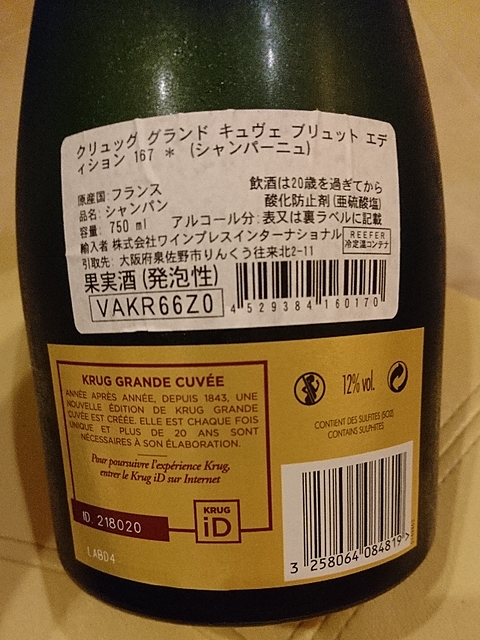 クリュッグ グランド キュヴェ ブリュット エデ
ィション 167 * (シャンパーニュ)
原産国:フランス
品名:シャンパン
容量: 750 ml
飲酒は20歳を過ぎてから
酸化防止剤(亜硫酸塩)
アルコール分:表又は裏ラベルに記載
輸入者 株式会社ワインプレスインターナショナル
引取先: 大阪府泉佐野市りんくう往来北2-11
REEFER
冷定温コンテナ
果実酒(発泡性)
VAKR66Z0
4 529384 160170
KRUG GRANDE CUVÉE
ANNÉE APRÈS ANNÉE, DEPUIS 1843, UNE
NOUVELLE ÉDITION DE KRUG GRANDE
CUVÉE EST CRÉÉE. ELLE EST CHAQUE FOIS
UNIQUE ET PLUS DE 20 ANS SONT
NÉCESSAIRES À SON ÉLABORATION.
Pour poursuivre l'expérience Krug,
entrer le Krug iD sur Internet
ID. 218020
KRUG
iD
LABD4
12% vol.
CONTIENT DES SULFITES (SO2)
CONTAINS SULPHITES
3 258064 084819 >